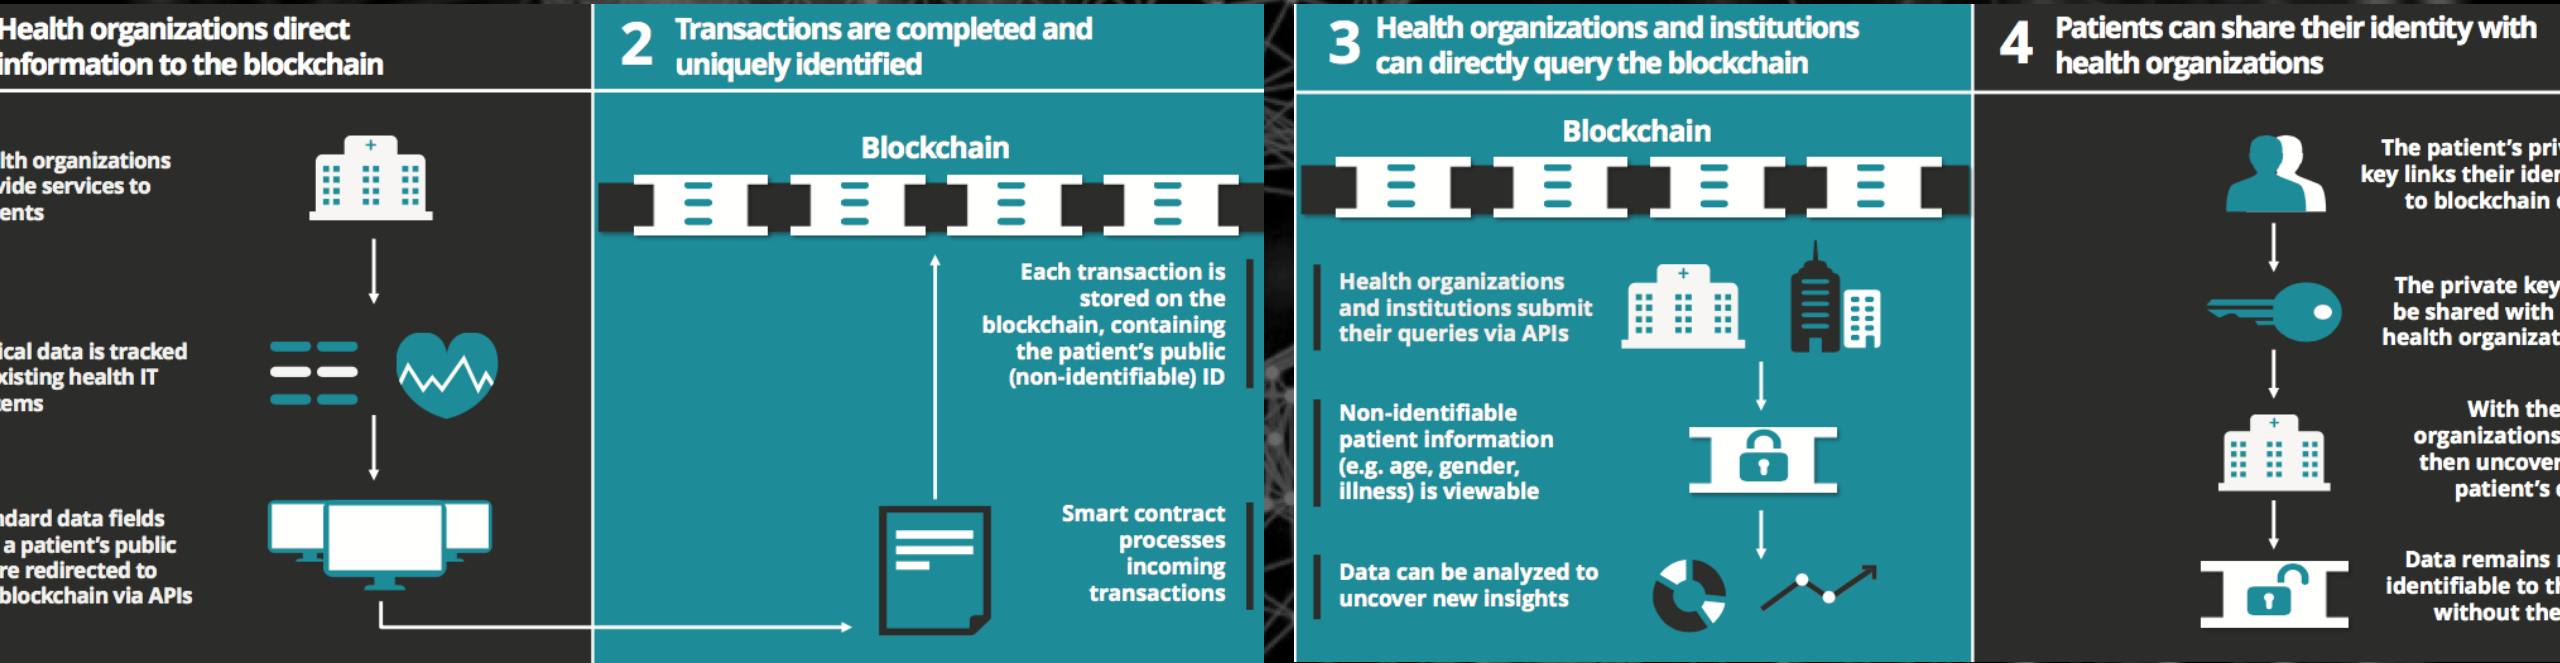 Health organizations direct
information to the blockchain
lth organizations
vide services to
ents
ical data is tracked
xisting health IT
ems
ndard data fields
a patient's public
re redirected to
blockchain via APIs
2
Transactions are completed and
uniquely identified
Blockchain
Each transaction is
stored on the
blockchain, containing
the patient's public
(non-identifiable) ID
Smart contract
processes
incoming
transactions
3
Health organizations and institutions
can directly query the blockchain
Blockchain
Health organizations
and institutions submit
their queries via APIs
Non-identifiable
patient information
(e.g. age, gender,
illness) is viewable
Data can be analyzed to
uncover new insights
4
Patients can share their identity with
health organizations
The patient's pri
key links their iden
to blockchain
The private key
be shared with
health organizat
With the
organizations
then uncover
patient's
Data remains
identifiable to th
without the